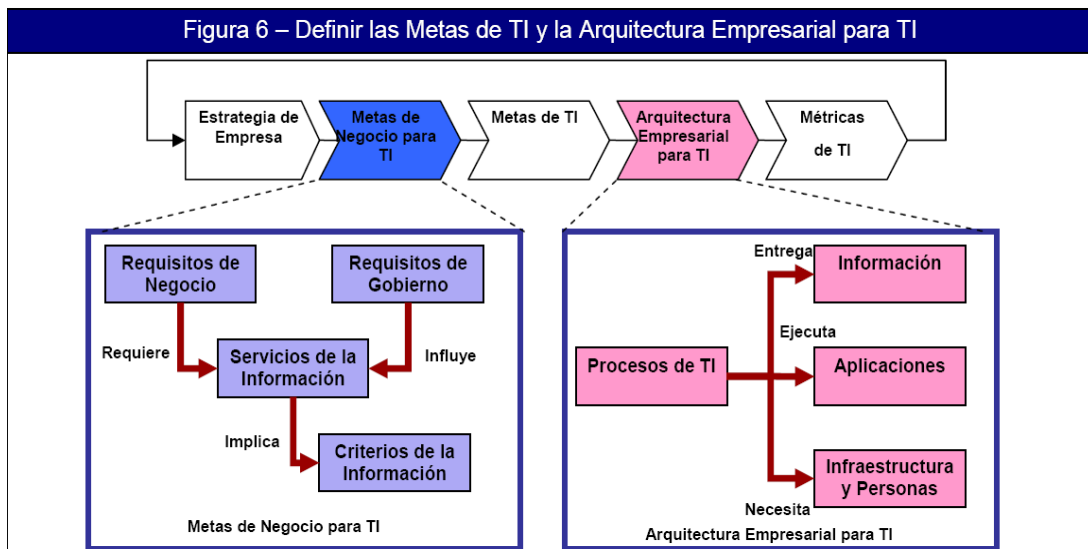 Figura 6 – Definir las Metas de TI y la Arquitectura Empresarial para TI
Estrategia de
Empresa
Metas de
Negocio para
TI
Metas de TI
Arquitectura
Empresarial
para TI
Métricas
de TI
Requisitos de
Negocio
Requisitos de
Gobierno
Requiere
Servicios de la
Información
Influye
Implica
Criterios de la
Información
Metas de Negocio para TI
Entrega
Información
Ejecuta
Procesos de TI
Aplicaciones
Infraestructura
y Personas
Necesita
Arquitectura Empresarial para TI